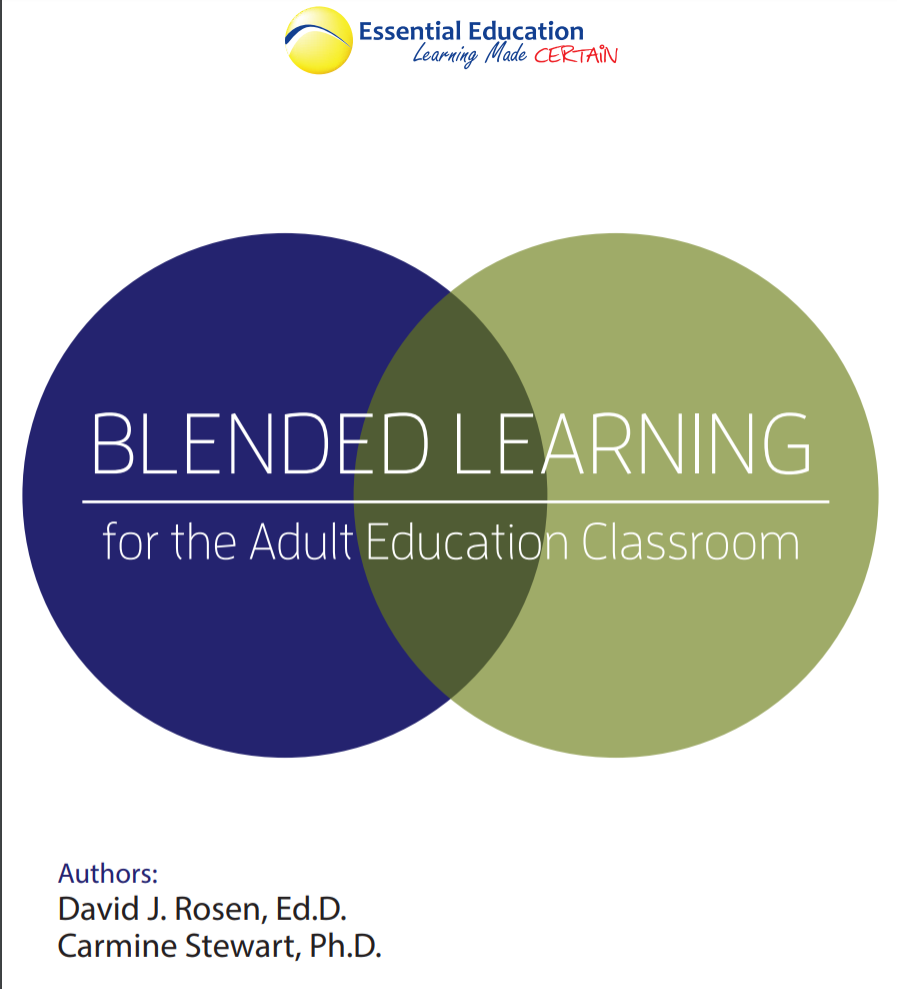 Essential Education
Learning Made CERTAiN
BLENDED LEARNING
for the Adult Education Classroom
Authors:
David J. Rosen, Ed.D.
Carmine Stewart, Ph.D.